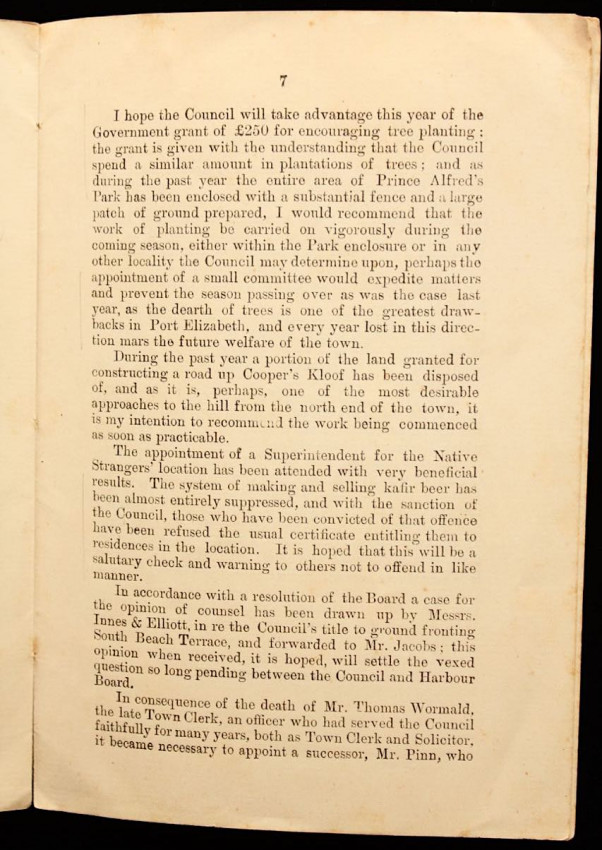 7
I hope the Council will take advantage this year of the
Government grant of £250 for encouraging tree planting ;
the grant is given with the understanding that the Council
spend a similar amount in plantations of trees ; and as
during the past year the entire area of Prince Alfred's
Park has been enclosed with a substantial fence and a large
patch of ground prepared, I would recommend that the
work of planting be carried on vigorously during the
coming season, either within the Park enclosure or in any
other locality the Council may determine upon, perhaps the
appointment of a small committee would expedite matters
and prevent the season passing over as was the case last
year, as the dearth of trees is one of the greatest draw-
backs in Port Elizabeth, and every year lost in this direc-
tion mars the future welfare of the town.
During the past year a portion of the land granted for
constructing a road up Cooper's Kloof has been disposed
of, and as it is, perhaps, one of the most desirable
approaches to the hill from the north end of the town, it
is my intention to recommend the work being commenced
as soon as practicable.
The appointment of a Superintendent for the Native
Strangers' location has been attended with very beneficial
results. The system of making and selling kafir beer has
been almost entirely suppressed, and with the sanction of
the Council, those who have been convicted of that offence
have been refused the usual certificate entitling them to
residences in the location. It is hoped that this will be a
salutary check and warning to others not to offend in like
manner.
In accordance with a resolution of the Board a case for
the opinion of counsel has been drawn up by Messrs.
Innes & Elliott, in re the Council's title to ground fronting
South Beach Terrace, and forwarded to Mr. Jacobs ; this
opinion when received, it is hoped, will settle the vexed
question so long pending between the Council and Harbour
Board.
In consequence of the death of Mr. Thomas Wormald,
the late Town Clerk, an officer who had served the Council
faithfully for many years, both as Town Clerk and Solicitor,
it became necessary to appoint a successor, Mr. Pinn, who